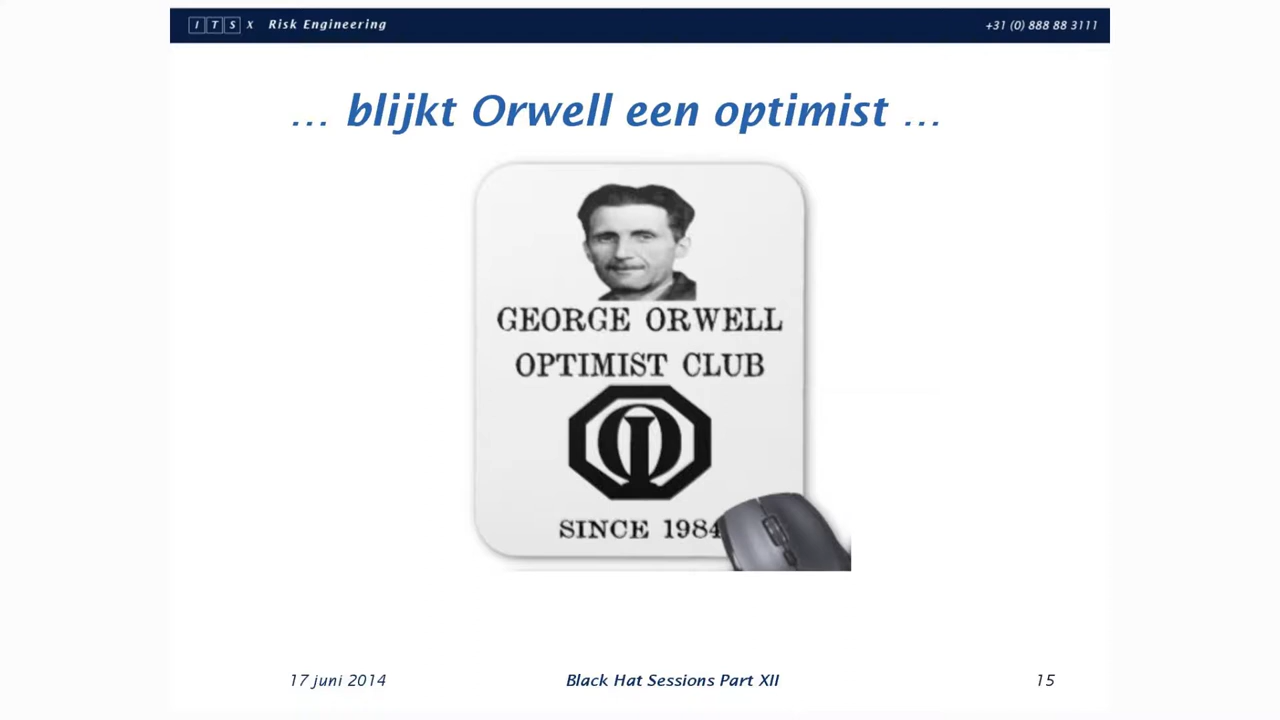 ITSX Risk Engineering
+31 (0) 888 88 3111
... blijkt Orwell een optimist ...
GEORGE ORWELL
OPTIMIST CLUB
SINCE 1984
17 juni 2014
Black Hat Sessions Part XII
15